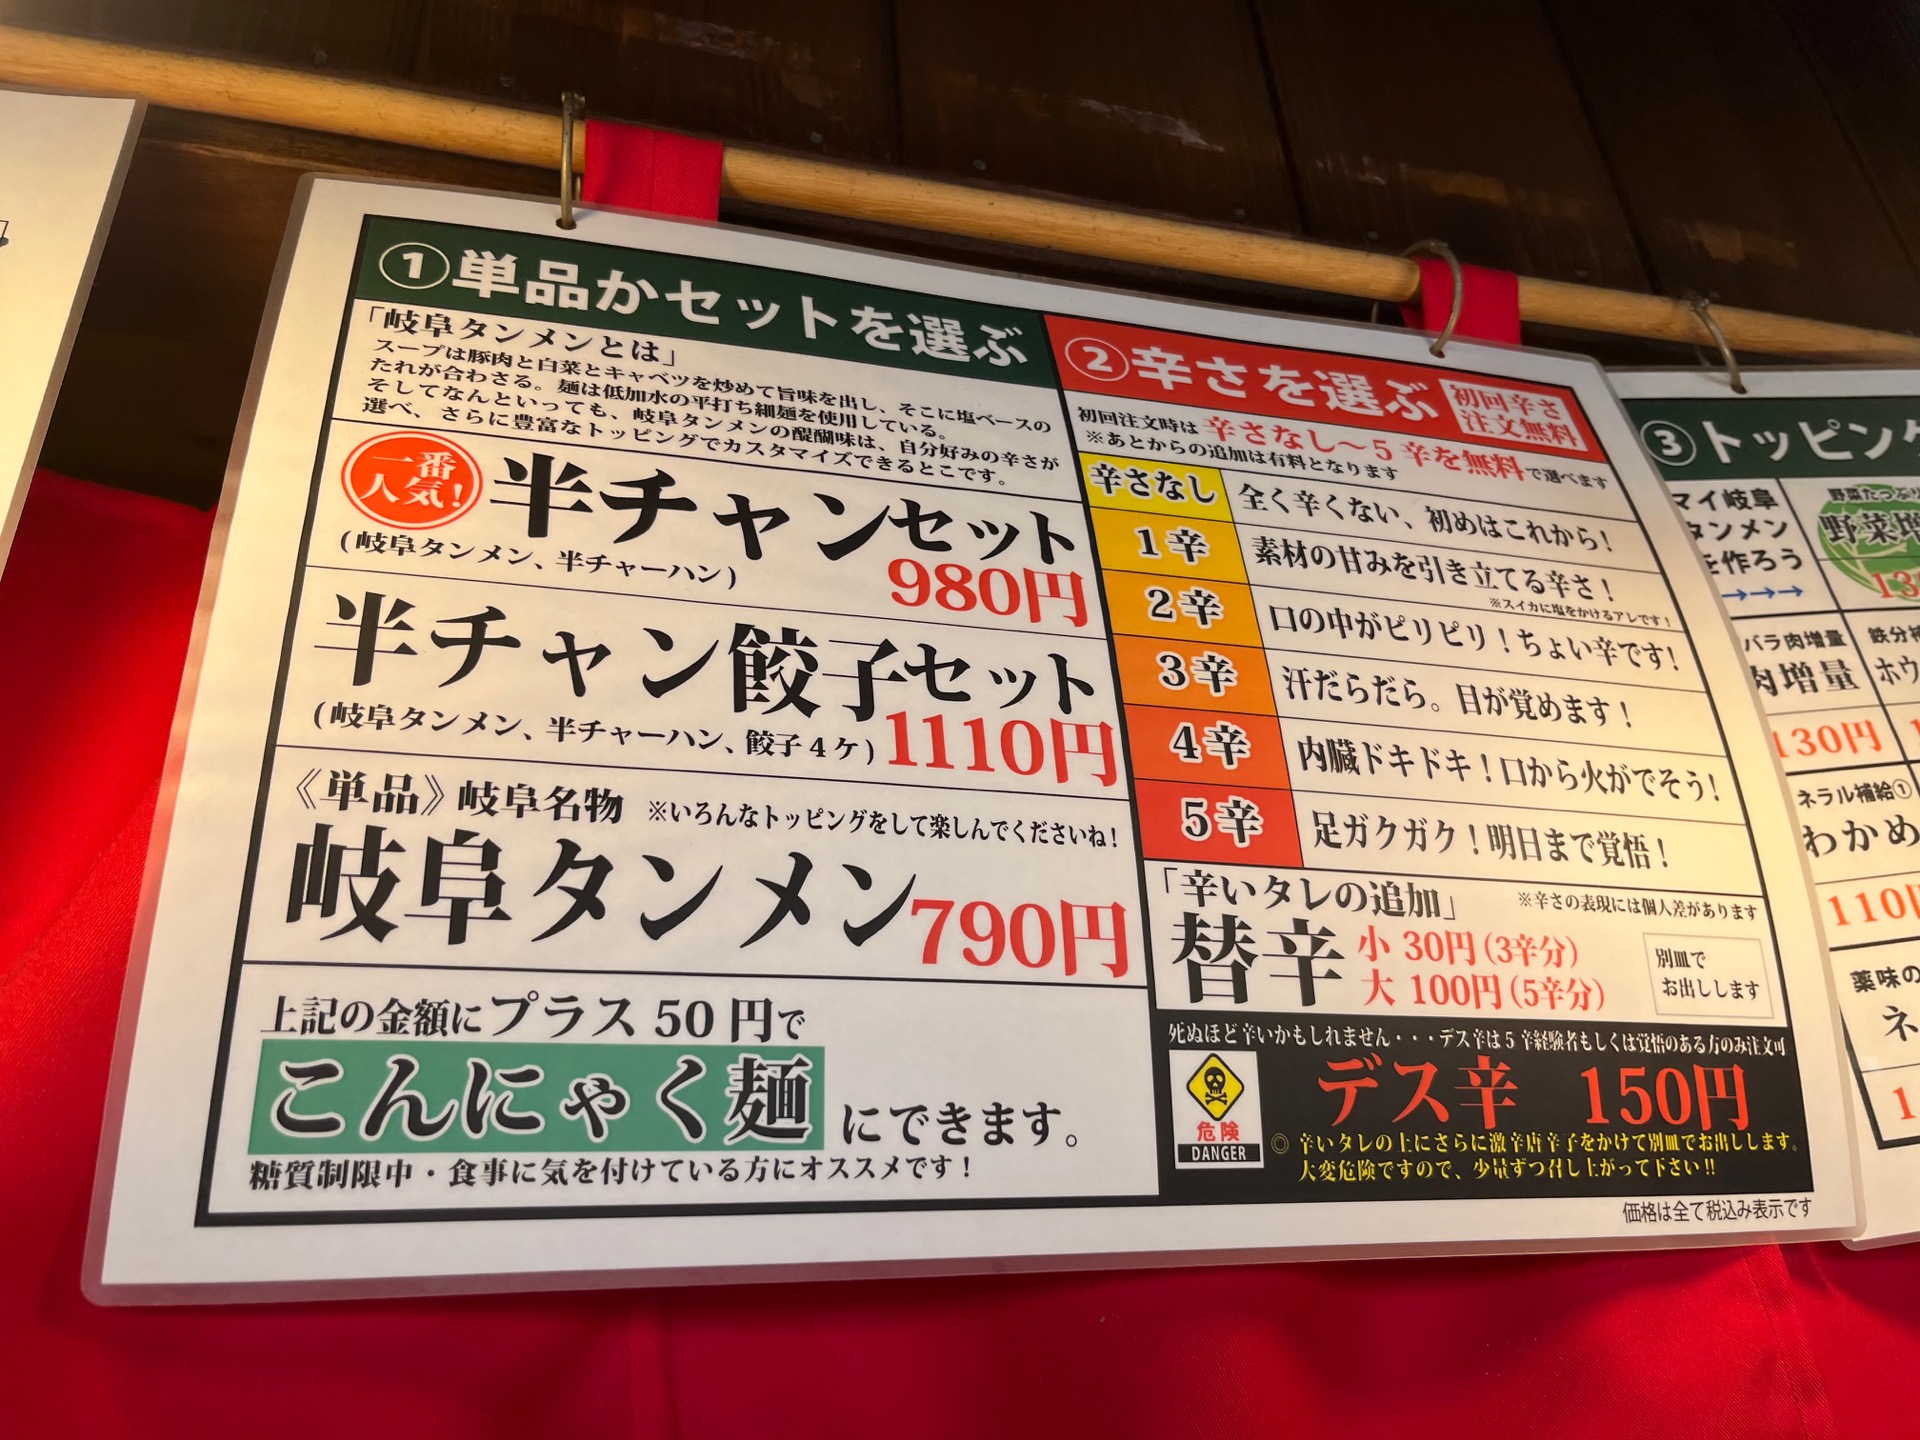 ①単品かセットを選ぶ
「岐阜タンメンとは」
スープは豚肉と白菜とキャベツを炒めて旨味を出し、そこに塩ベースの
たれが合わさる。麺は低加水の平打ち細麺を使用している。
そしてなんといっても、岐阜タンメンの醍醐味は、自分好みの辛さが
選べ、さらに豊富なトッピングでカスタマイズできるとこです。
一番
人気!
半チャンセット
(岐阜タンメン、半チャーハン)
980円
半チャン餃子セット
(岐阜タンメン、半チャーハン、餃子4ケ)
1110円
《単品》岐阜名物 ※いろんなトッピングをして楽しんでくださいね!
岐阜タンメン
790円
上記の金額にプラス50円で
こんにゃく麺にできます。
糖質制限中・食事に気を付けている方にオススメです!
②辛さを選ぶ
初回辛さ
注文無料
初回注文時は辛さなし〜5辛を無料で選べます
※あとからの追加は有料となります
辛さなし 全く辛くない、初めはこれから!
1辛 素材の甘みを引き立てる辛さ!
※スイカに塩をかけるアレです!
2辛 口の中がピリピリ!ちょい辛です!
3辛 汗だらだら。目が覚めます!
4辛 内臓ドキドキ!口から火がでそう!
5辛 足ガクガク!明日まで覚悟!
「辛いタレの追加」 ※辛さの表現には個人差があります
替辛
小 30円(3辛分)
大 100円(5辛分)
別皿で
お出しします
死ぬほど辛いかもしれません・・・デス辛は5辛経験者もしくは覚悟のある方のみ注文可
危険
DANGER
デス辛 150円
◎辛いタレの上にさらに激辛唐辛子をかけて別皿でお出しします。
大変危険ですので、少量ずつ召し上がって下さい!!
価格は全て税込み表示です
③トッピン
マイ岐阜
タンメン
を作ろう
→→→
野菜たっぷり
野菜増
13
バラ肉増量
肉増量
130円
鉄分補
ホウ
ネラル補給①
わかめ
110円
薬味の
ネ
1